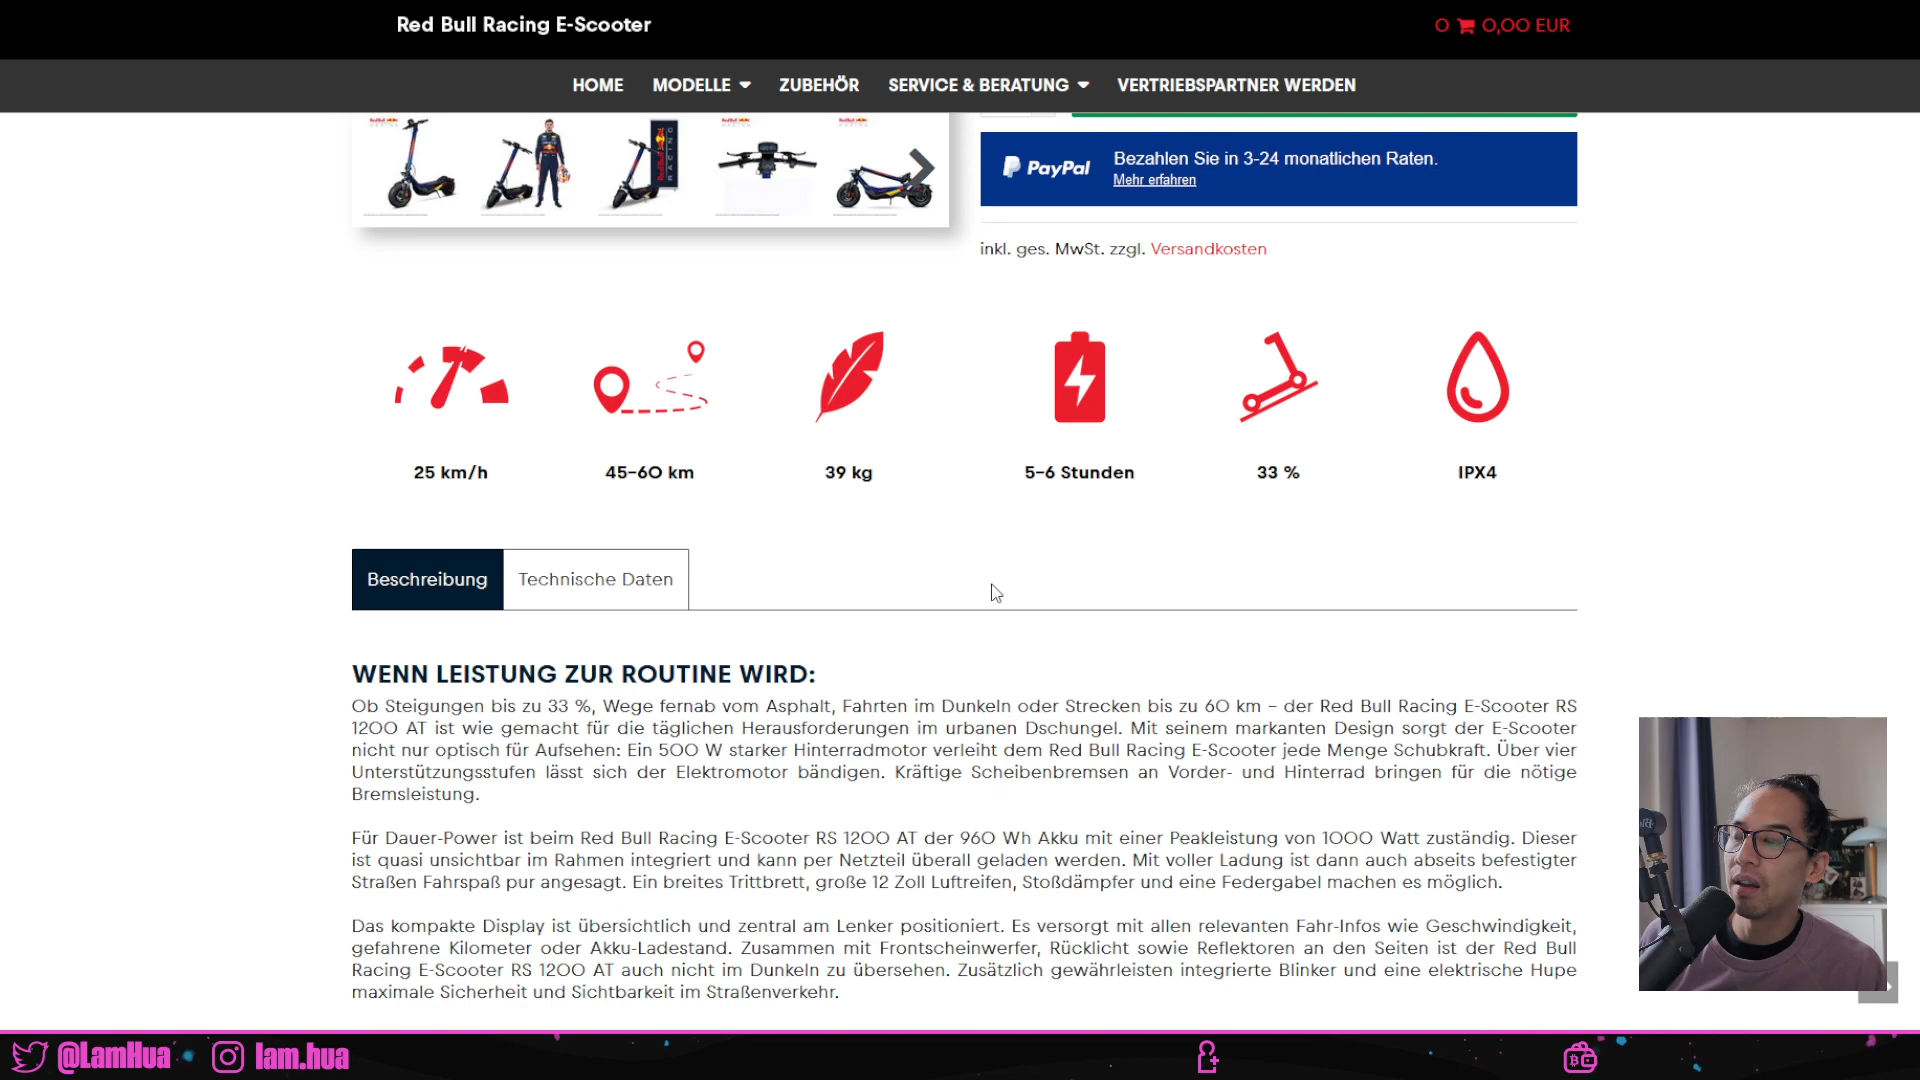 Red Bull Racing E-Scooter
0 0,00 EUR
HOME MODELLE ZUBEHÖR SERVICE & BERATUNG VERTRIEBSPARTNER WERDEN
PayPal
Bezahlen Sie in 3-24 monatlichen Raten.
Mehr erfahren
inkl. ges. MwSt. zzgl. Versandkosten
25 km/h 45-60 km 39 kg 5-6 Stunden 33 % IPX4
Beschreibung Technische Daten
WENN LEISTUNG ZUR ROUTINE WIRD:
Ob Steigungen bis zu 33 %, Wege fernab vom Asphalt, Fahrten im Dunkeln oder Strecken bis zu 60 km – der Red Bull Racing E-Scooter RS
1200 AT ist wie gemacht für die täglichen Herausforderungen im urbanen Dschungel. Mit seinem markanten Design sorgt der E-Scooter
nicht nur optisch für Aufsehen: Ein 500 W starker Hinterradmotor verleiht dem Red Bull Racing E-Scooter jede Menge Schubkraft. Über vier
Unterstützungsstufen lässt sich der Elektromotor bändigen. Kräftige Scheibenbremsen an Vorder- und Hinterrad bringen für die nötige
Bremsleistung.
Für Dauer-Power ist beim Red Bull Racing E-Scooter RS 1200 AT der 960 Wh Akku mit einer Peakleistung von 1000 Watt zuständig. Dieser
ist quasi unsichtbar im Rahmen integriert und kann per Netzteil überall geladen werden. Mit voller Ladung ist dann auch abseits befestigter
Straßen Fahrspaß pur angesagt. Ein breites Trittbrett, große 12 Zoll Luftreifen, Stoßdämpfer und eine Federgabel machen es möglich.
Das kompakte Display ist übersichtlich und zentral am Lenker positioniert. Es versorgt mit allen relevanten Fahr-Infos wie Geschwindigkeit,
gefahrene Kilometer oder Akku-Ladestand. Zusammen mit Frontscheinwerfer, Rücklicht sowie Reflektoren an den Seiten ist der Red Bull
Racing E-Scooter RS 1200 AT auch nicht im Dunkeln zu übersehen. Zusätzlich gewährleisten integrierte Blinker und eine elektrische Hupe
maximale Sicherheit und Sichtbarkeit im Straßenverkehr.
@LamHua lam.hua